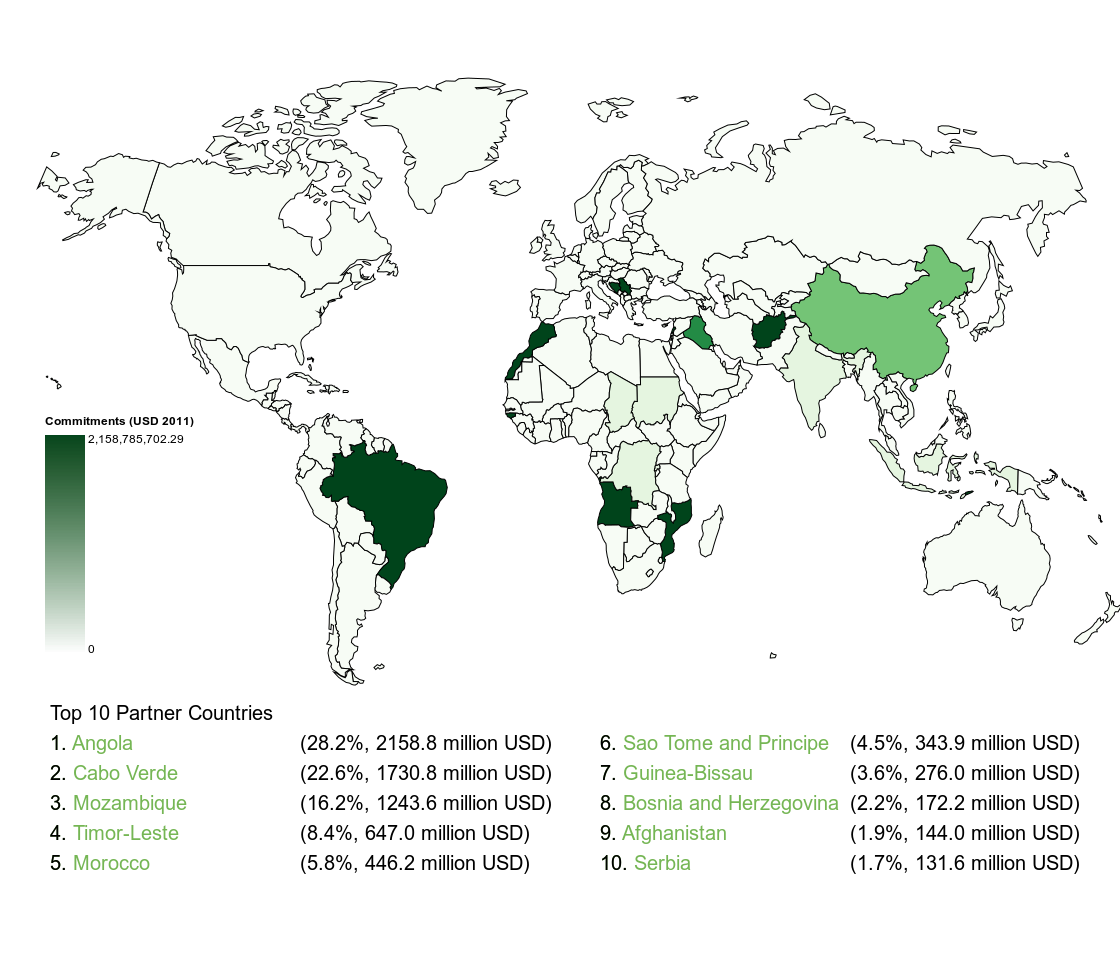 Commitments (USD 2011)
2,158,785,702.29
0
Top 10 Partner Countries
1. Angola (28.2%, 2158.8 million USD)
2. Cabo Verde (22.6%, 1730.8 million USD)
3. Mozambique (16.2%, 1243.6 million USD)
4. Timor-Leste (8.4%, 647.0 million USD)
5. Morocco (5.8%, 446.2 million USD)
6. Sao Tome and Principe (4.5%, 343.9 million USD)
7. Guinea-Bissau (3.6%, 276.0 million USD)
8. Bosnia and Herzegovina (2.2%, 172.2 million USD)
9. Afghanistan (1.9%, 144.0 million USD)
10. Serbia (1.7%, 131.6 million USD)